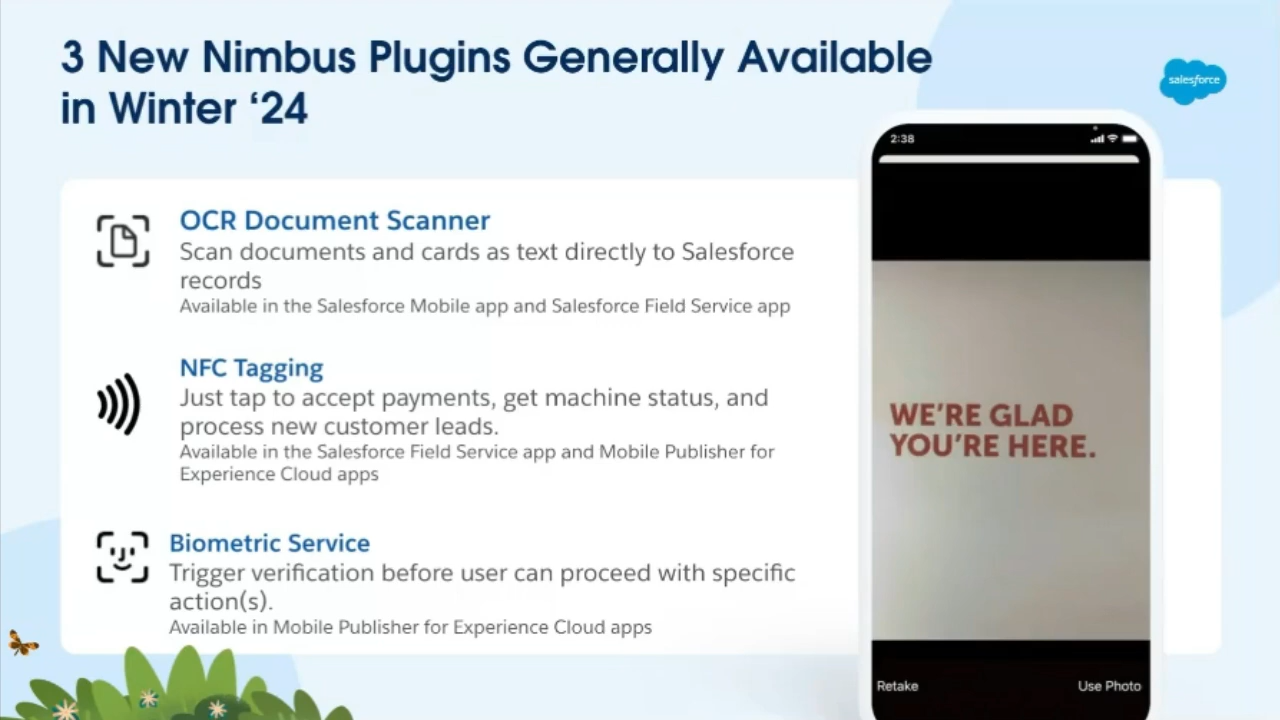 3 New Nimbus Plugins Generally Available
in Winter ‘24
salesforce
OCR Document Scanner
Scan documents and cards as text directly to Salesforce
records
Available in the Salesforce Mobile app and Salesforce Field Service app
NFC Tagging
Just tap to accept payments, get machine status, and
process new customer leads.
Available in the Salesforce Field Service app and Mobile Publisher for
Experience Cloud apps
Biometric Service
Trigger verification before user can proceed with specific
action(s).
Available in Mobile Publisher for Experience Cloud apps
2:38
WE’RE GLAD
YOU’RE HERE.
Retake Use Photo